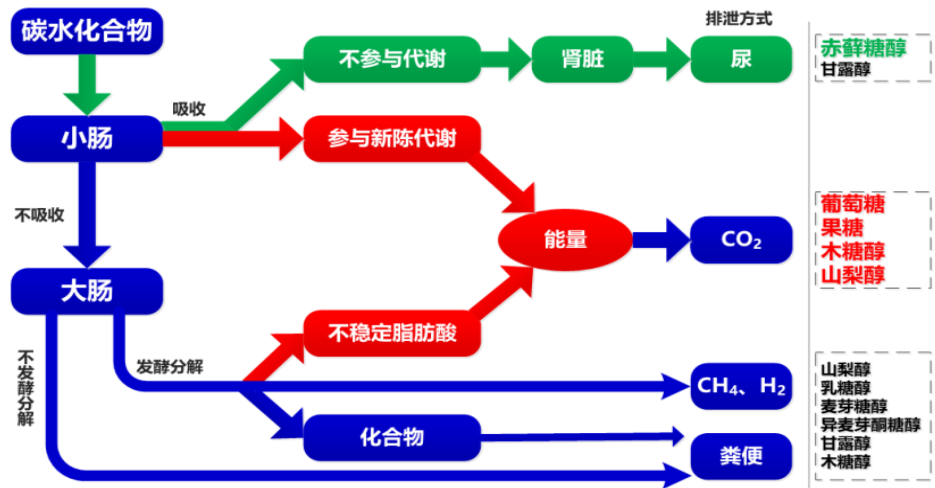 碳水化合物
排泄方式
不参与代谢
肾脏
尿
赤藓糖醇
甘露醇
吸收
小肠
参与新陈代谢
不吸收
能量
CO₂
葡萄糖
果糖
木糖醇
山梨醇
大肠
不稳定脂肪酸
不发酵分解
发酵分解
CH₄、H₂
化合物
粪便
山梨醇
乳糖醇
麦芽糖醇
异麦芽酮糖醇
甘露醇
木糖醇